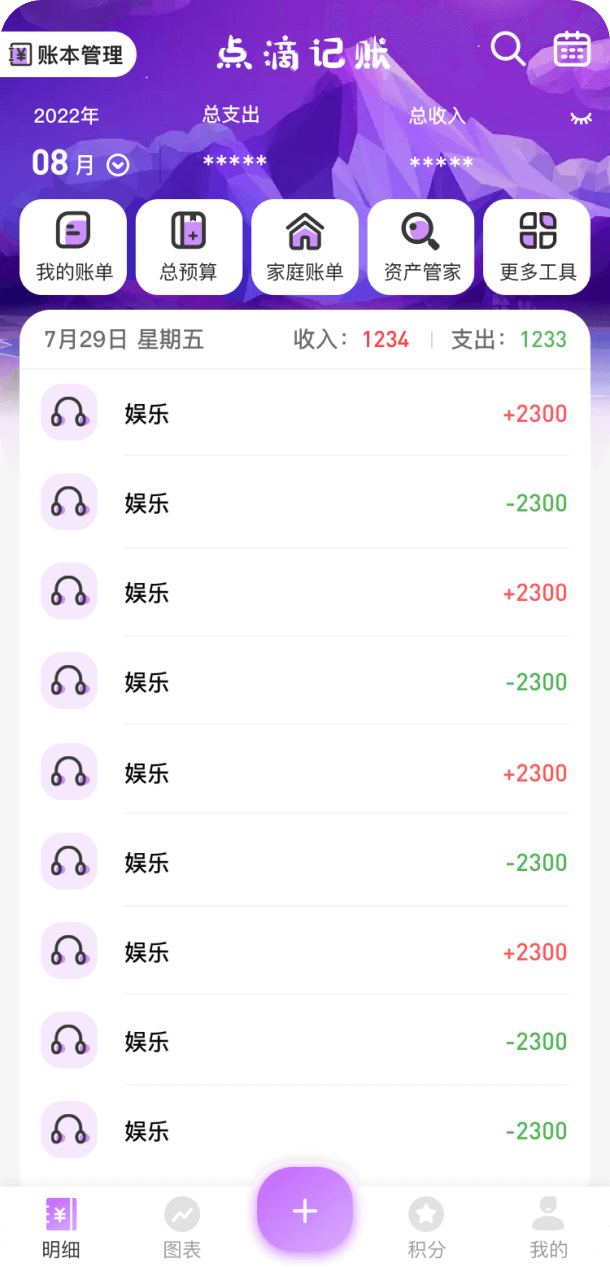 账本管理
点滴记账
2022年
总支出
总收入
08月
*****
*****
我的账单
总预算
家庭账单
资产管家
更多工具
7月29日 星期五
收入： 1234
支出： 1233
娱乐
+2300
娱乐
-2300
娱乐
+2300
娱乐
-2300
娱乐
+2300
娱乐
-2300
娱乐
+2300
娱乐
-2300
娱乐
-2300
明细
图表
+
积分
我的